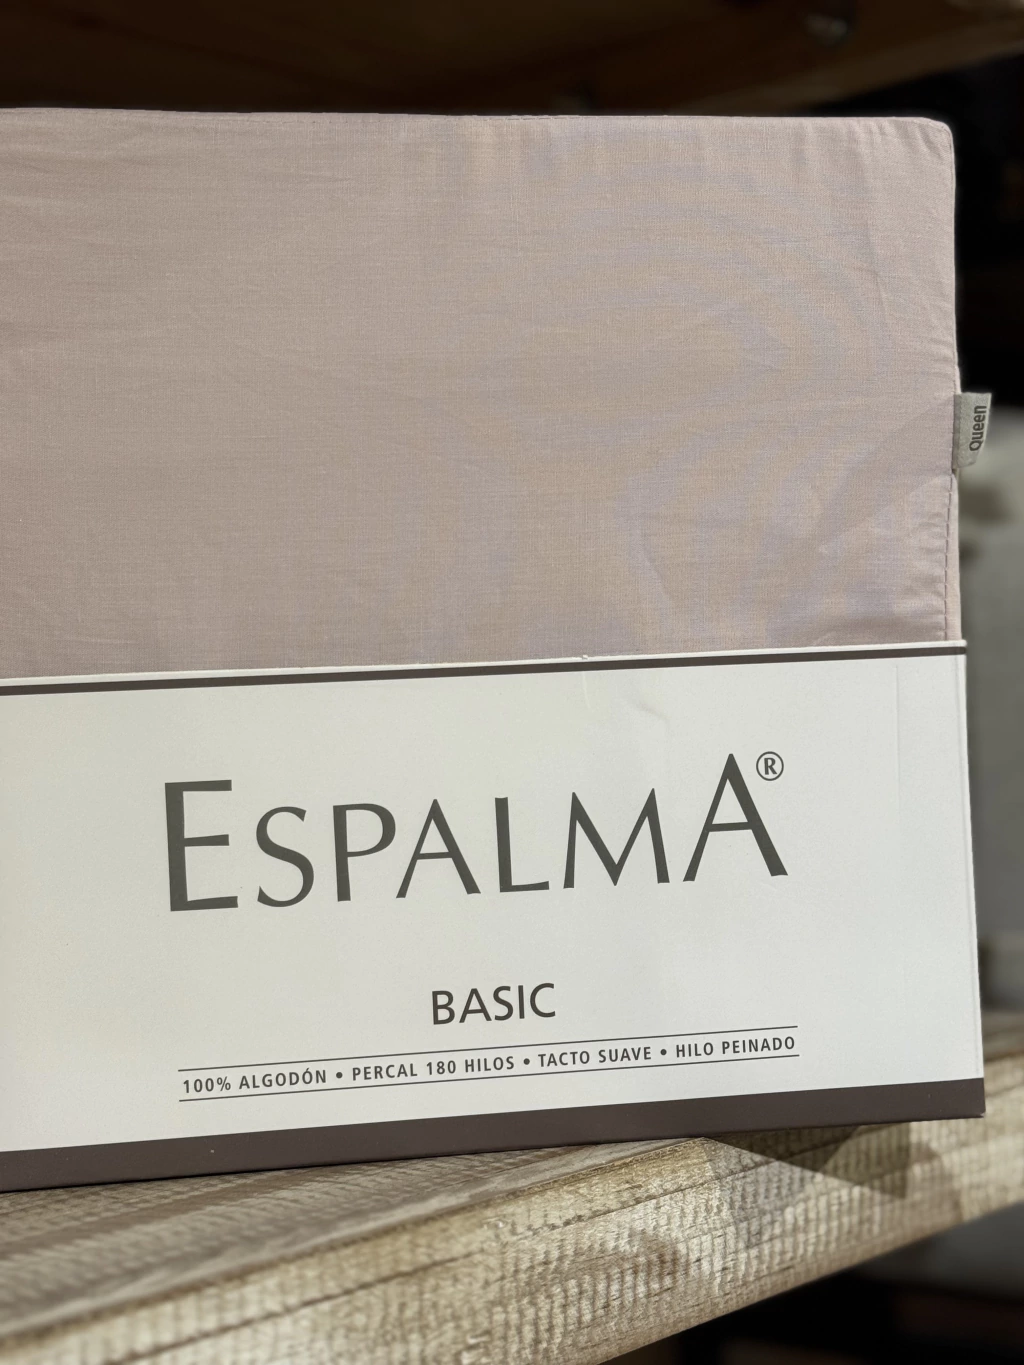 Queen
ESPALMA®
BASIC
100% ALGODÓN • PERCAL 180 HILOS • TACTO SUAVE • HILO PEINADO